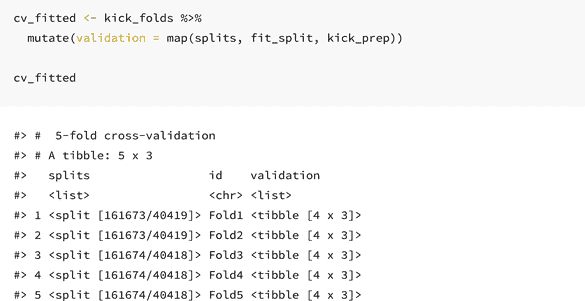 cv_fitted <- kick_folds %>%
  mutate(validation = map(splits, fit_split, kick_prep))
cv_fitted
#> #  5-fold cross-validation
#> # A tibble: 5 x 3
#>   splits                 id    validation
#>   <list>                 <chr> <list>
#> 1 <split [161673/40419]> Fold1 <tibble [4 x 3]>
#> 2 <split [161673/40419]> Fold2 <tibble [4 x 3]>
#> 3 <split [161674/40418]> Fold3 <tibble [4 x 3]>
#> 4 <split [161674/40418]> Fold4 <tibble [4 x 3]>
#> 5 <split [161674/40418]> Fold5 <tibble [4 x 3]>